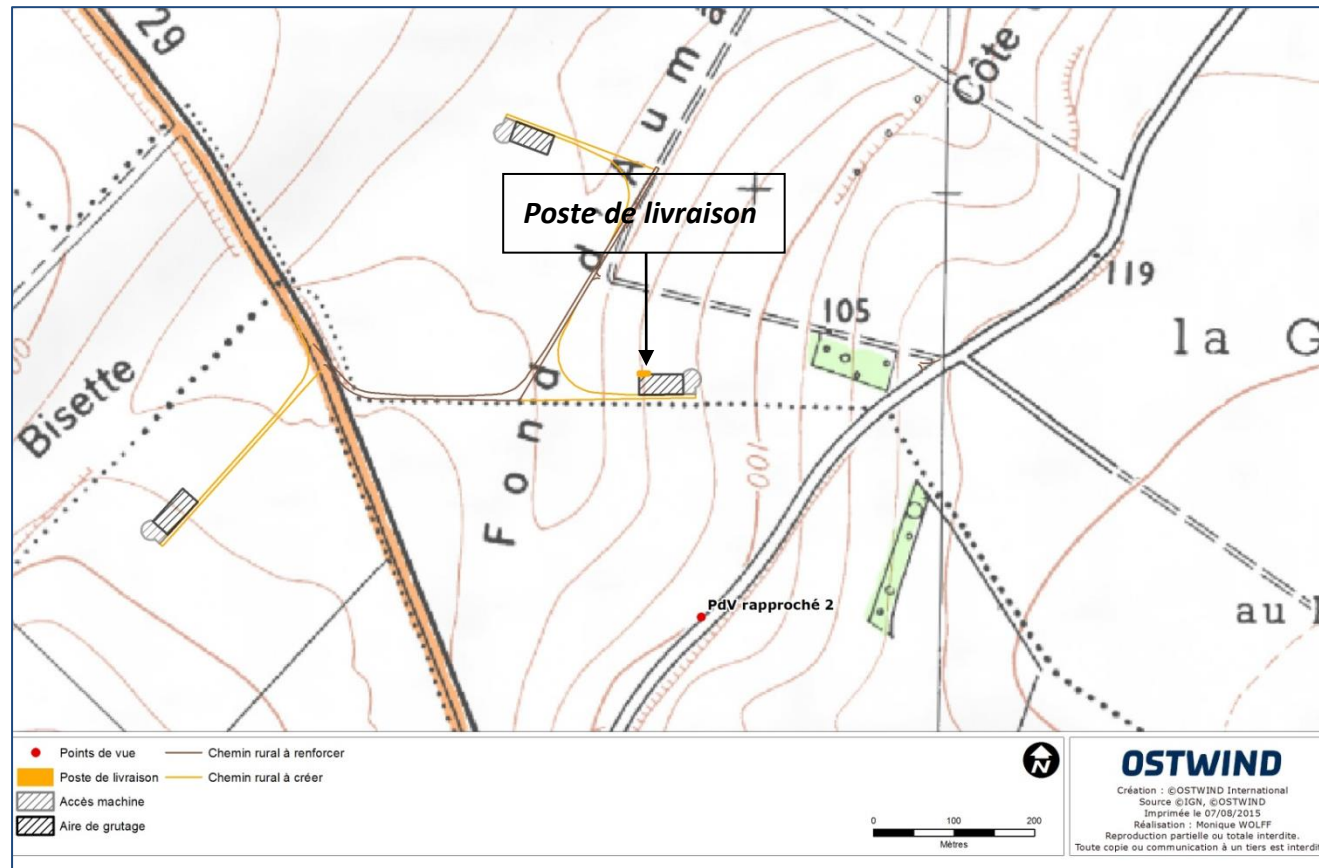 29
Fond d'Aumâ
Côte
Poste de livraison
119
105
la G
Bisette
00
100
PdV rapproché 2
au
Points de vue
Chemin rural à renforcer
Poste de livraison
Chemin rural à créer
Accès machine
Aire de grutage
N
0 100 200
Mètres
OSTWIND
Création : ©OSTWIND International
Source ©IGN, ©OSTWIND
Imprimée le 07/08/2015
Réalisation : Monique WOLFF
Reproduction partielle ou totale interdite.
Toute copie ou communication à un tiers est interdit